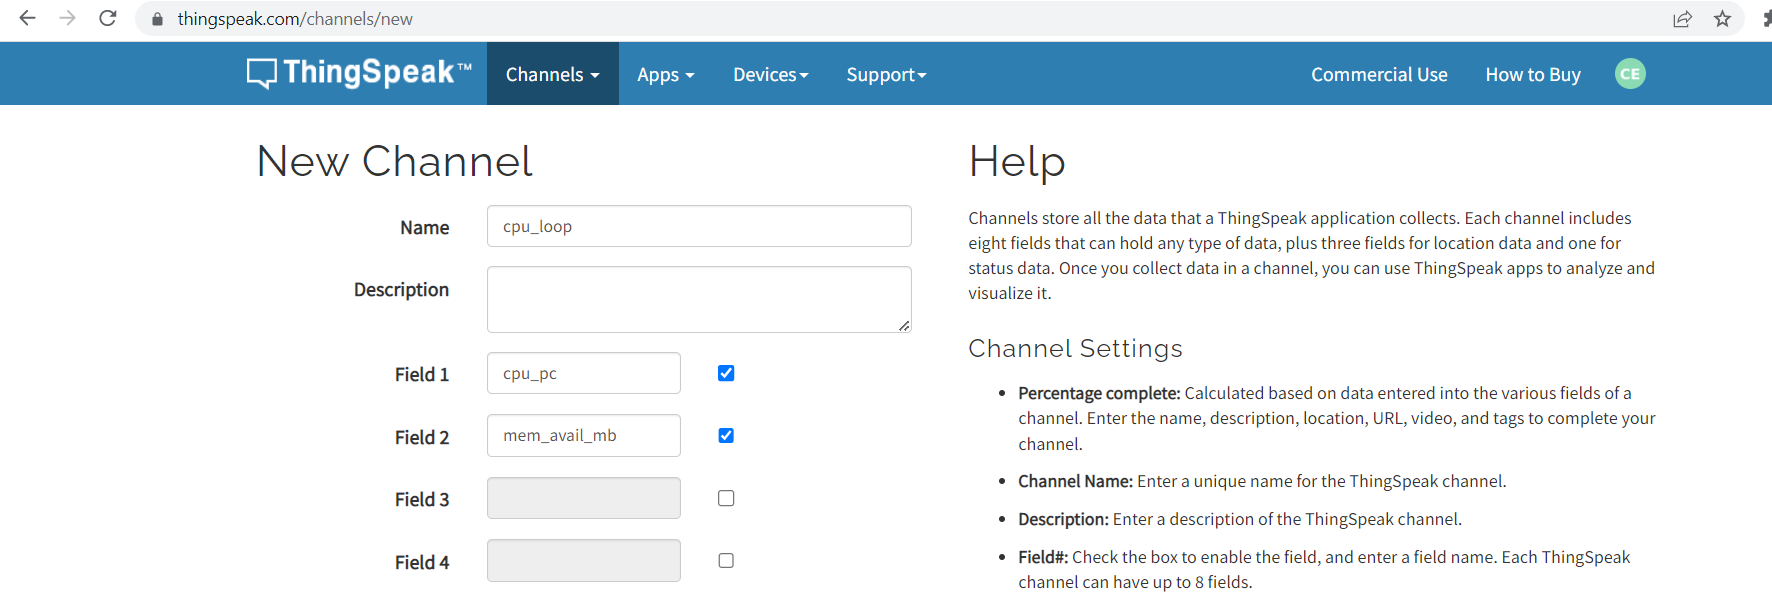 thingspeak.com/channels/new
ThingSpeak™ Channels Apps Devices Support Commercial Use How to Buy CE
New Channel
Name cpu_loop
Description
Field 1 cpu_pc
Field 2 mem_avail_mb
Field 3
Field 4
Help
Channels store all the data that a ThingSpeak application collects. Each channel includes
eight fields that can hold any type of data, plus three fields for location data and one for
status data. Once you collect data in a channel, you can use ThingSpeak apps to analyze and
visualize it.
Channel Settings
• Percentage complete: Calculated based on data entered into the various fields of a
channel. Enter the name, description, location, URL, video, and tags to complete your
channel.
• Channel Name: Enter a unique name for the ThingSpeak channel.
• Description: Enter a description of the ThingSpeak channel.
• Field#: Check the box to enable the field, and enter a field name. Each ThingSpeak
channel can have up to 8 fields.